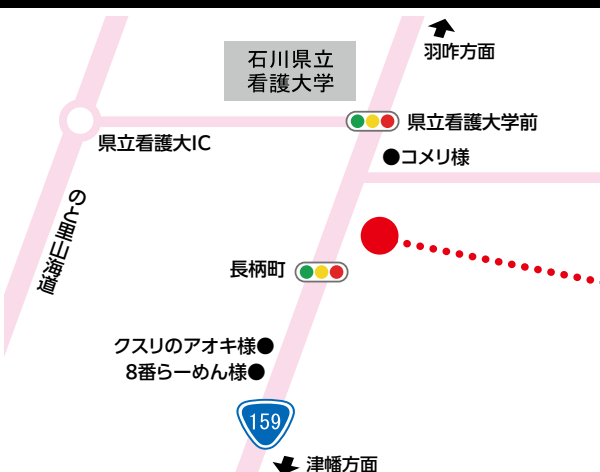 羽咋方面
石川県立
看護大学
県立看護大学前
県立看護大IC
●コメリ様
のと里山海道
長柄町
クスリのアオキ様●
8番らーめん様●
159
津幡方面